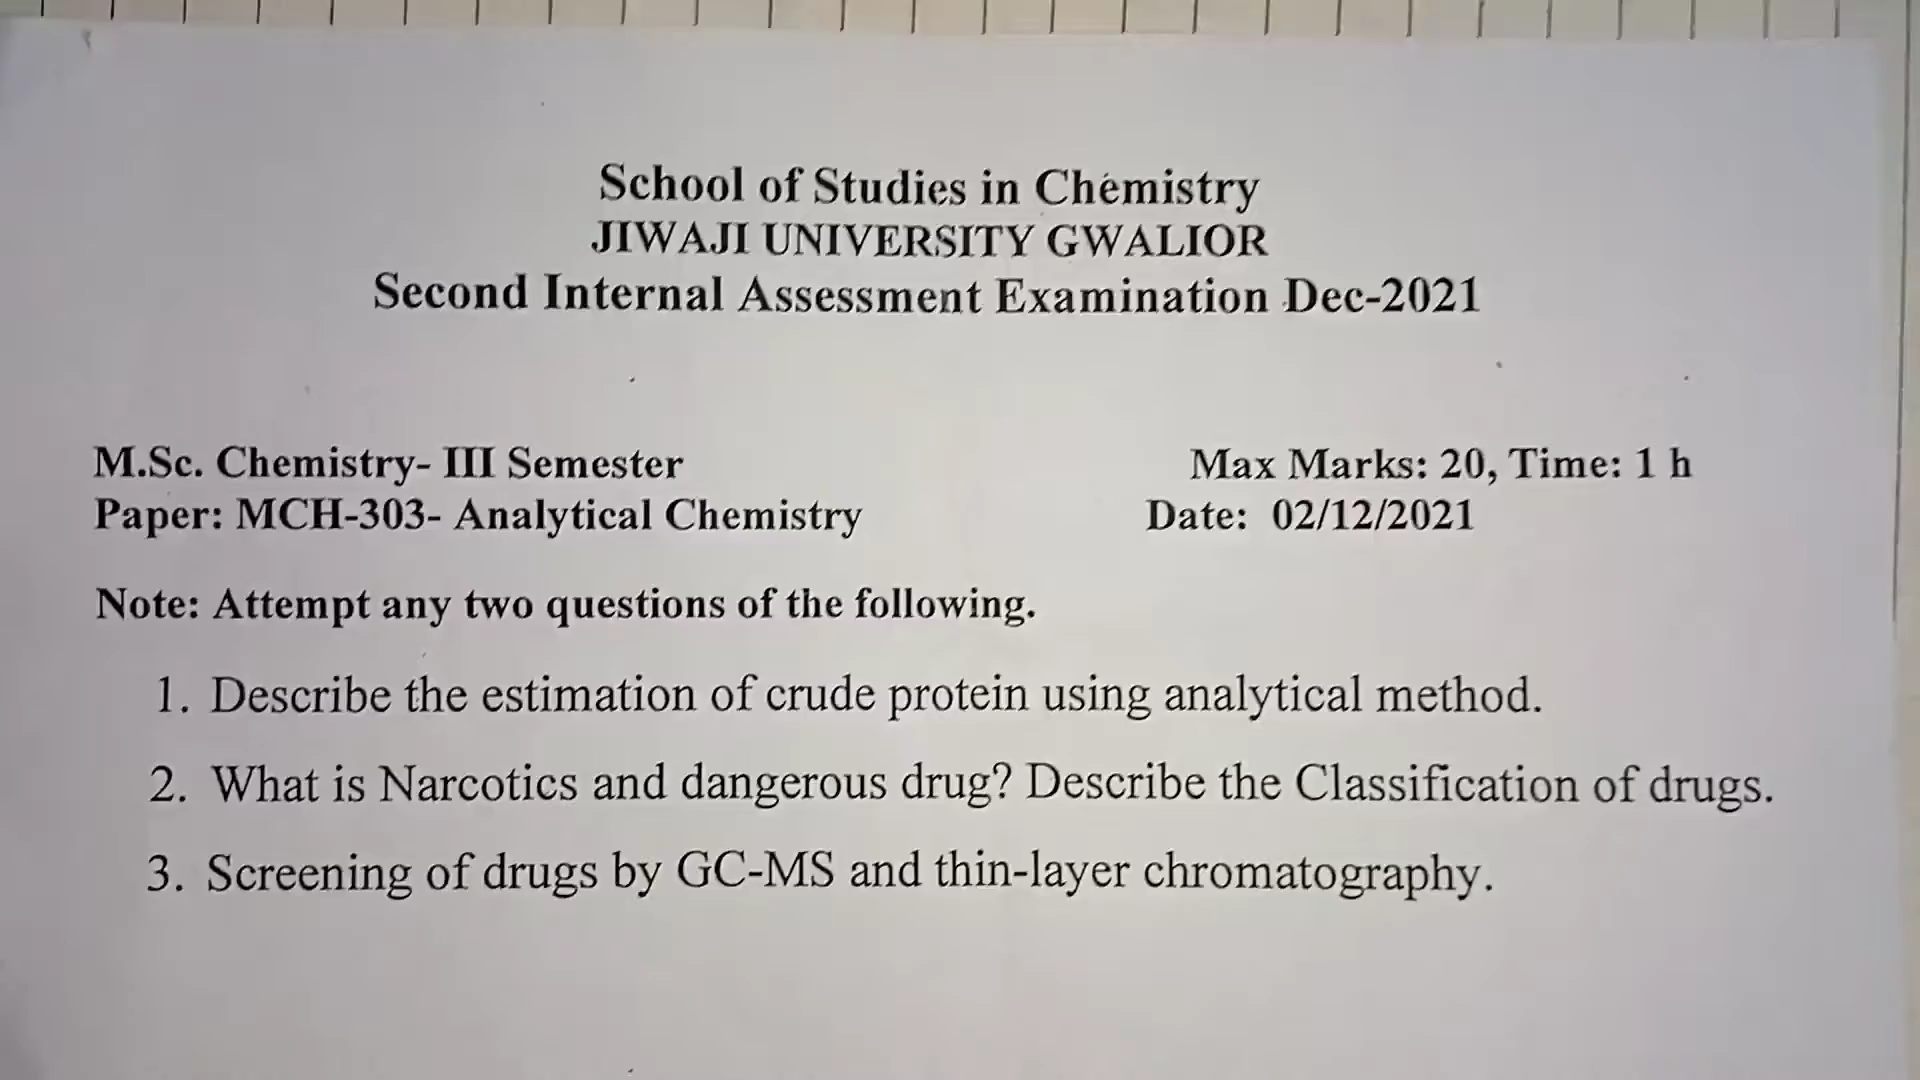 School of Studies in Chemistry
JIWAJI UNIVERSITY GWALIOR
Second Internal Assessment Examination Dec-2021
M.Sc. Chemistry- III Semester Max Marks: 20, Time: 1 h
Paper: MCH-303- Analytical Chemistry Date: 02/12/2021
Note: Attempt any two questions of the following.
1. Describe the estimation of crude protein using analytical method.
2. What is Narcotics and dangerous drug? Describe the Classification of drugs.
3. Screening of drugs by GC-MS and thin-layer chromatography.